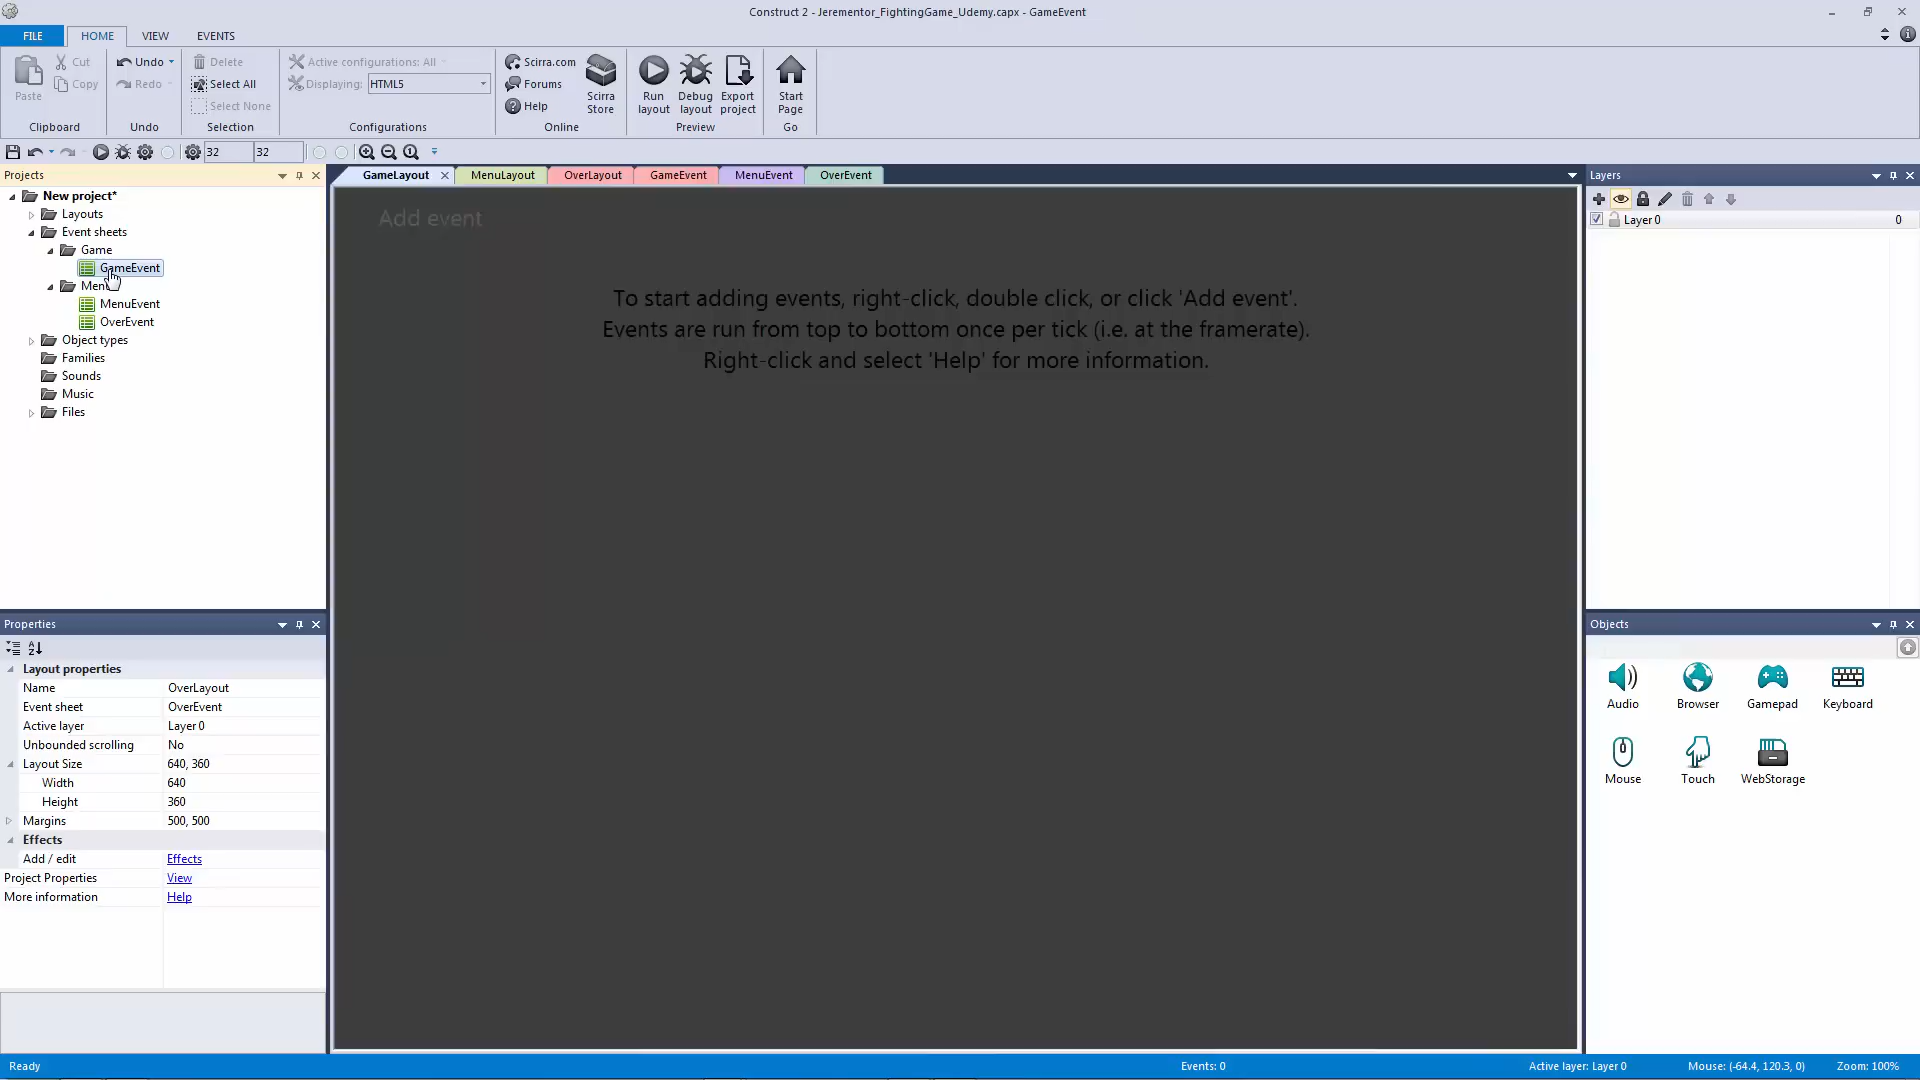 Construct 2 - Jerementor_FightingGame_Udemy.capx - GameEvent
FILE HOME VIEW EVENTS
Paste Cut Copy Clipboard
Undo Redo Undo
Delete Select All Select None Selection
Active configurations: All Displaying: HTML5 Configurations
Scirra.com Forums Help Scirra Store Online
Run layout Debug layout Export project Preview
Start Page Go
32 32
Projects
New project*
Layouts
Event sheets
Game
GameEvent
Men
MenuEvent
OverEvent
Object types
Families
Sounds
Music
Files
GameLayout MenuLayout OverLayout GameEvent MenuEvent OverEvent
Add event
To start adding events, right-click, double click, or click 'Add event'.
Events are run from top to bottom once per tick (i.e. at the framerate).
Right-click and select 'Help' for more information.
Layers
Layer 0 0
Properties
Layout properties
Name OverLayout
Event sheet OverEvent
Active layer Layer 0
Unbounded scrolling No
Layout Size 640, 360
Width 640
Height 360
Margins 500, 500
Effects
Add / edit Effects
Project Properties View
More information Help
Objects
Audio Browser Gamepad Keyboard
Mouse Touch WebStorage
Ready Events: 0 Active layer: Layer 0 Mouse: (-64.4, 120.3, 0) Zoom: 100%